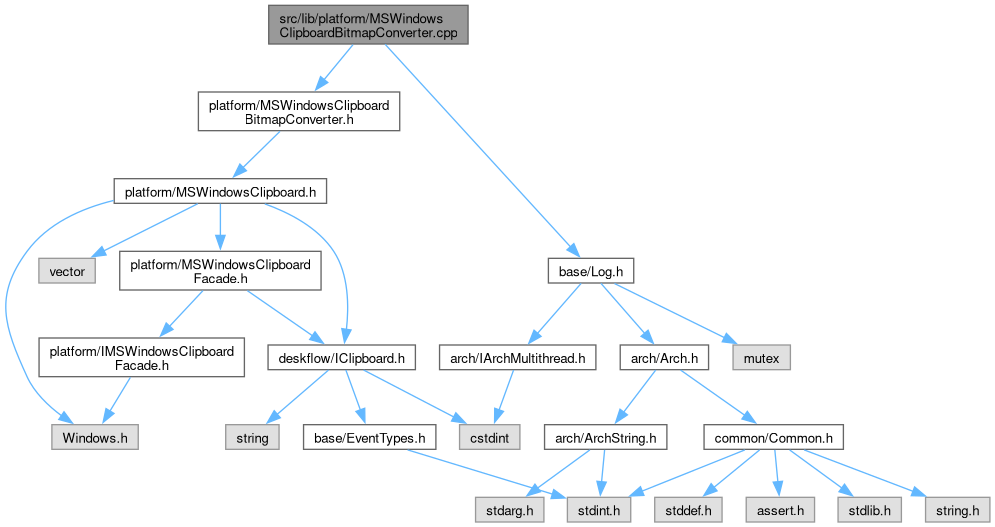 src/lib/platform/MSWindows
ClipboardBitmapConverter.cpp
platform/MSWindowsClipboard
BitmapConverter.h
platform/MSWindowsClipboard.h
vector
platform/MSWindowsClipboard
Facade.h
base/Log.h
platform/IMSWindowsClipboard
Facade.h
deskflow/IClipboard.h
arch/IArchMultithread.h
arch/Arch.h
mutex
Windows.h
string
base/EventTypes.h
cstdint
arch/ArchString.h
common/Common.h
stdarg.h
stdint.h
stddef.h
assert.h
stdlib.h
string.h